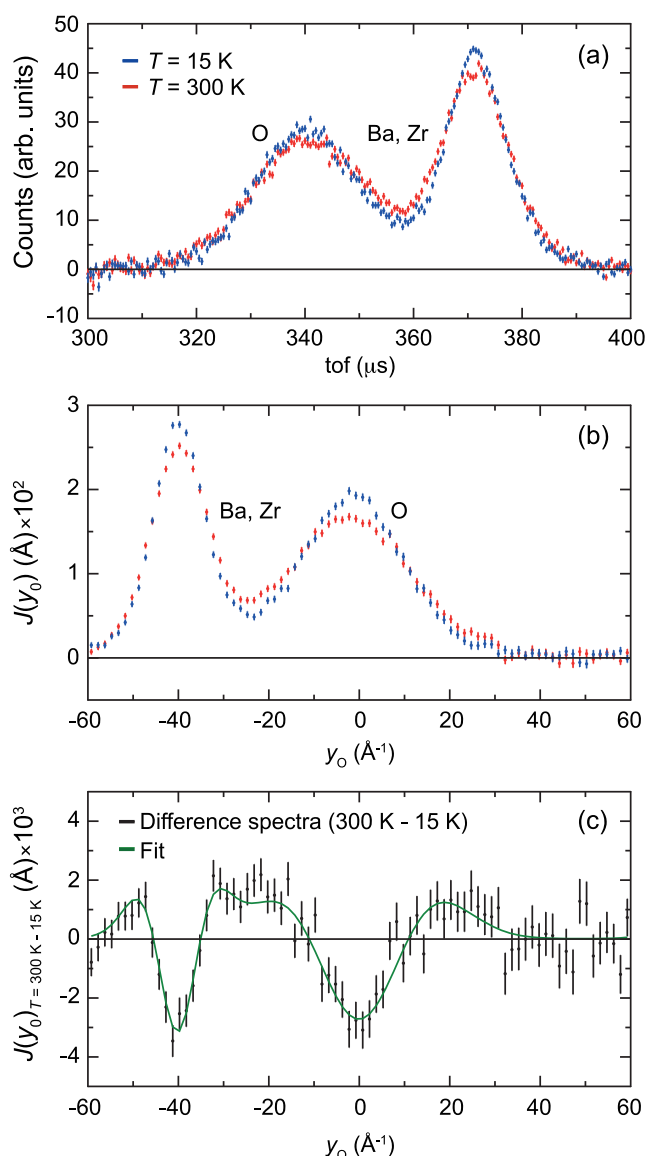 (a)
T = 15 K
T = 300 K
O
Ba, Zr
Counts (arb. units)
50
40
30
20
10
0
-10
300
320
340
360
380
400
tof (μs)
(b)
Ba, Zr
O
J(y₀) (Å)×10²
3
2
1
0
-60
-40
-20
0
20
40
60
y_O (Å⁻¹)
(c)
Difference spectra (300 K - 15 K)
Fit
J(y₀)_T = 300 K - 15 K (Å)×10³
4
2
0
-2
-4
-60
-40
-20
0
20
40
60
y_O (Å⁻¹)